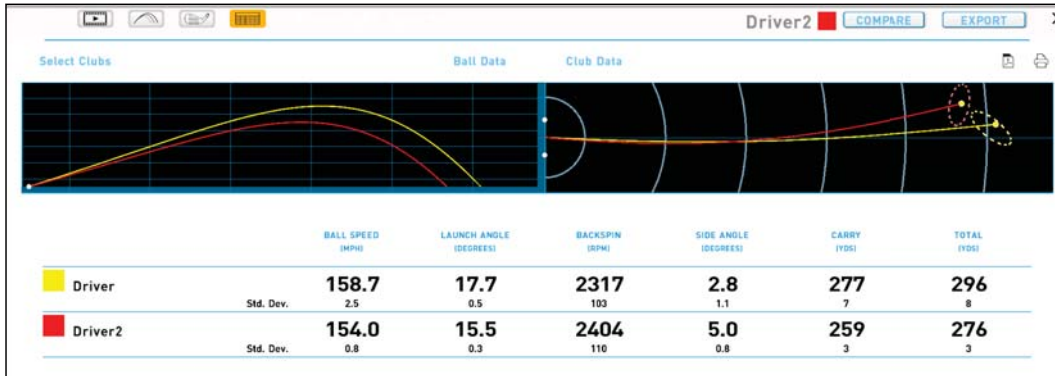 Driver2 COMPARE EXPORT
Select Clubs Ball Data Club Data
BALL SPEED LAUNCH ANGLE BACKSPIN SIDE ANGLE CARRY TOTAL
(MPH) (DEGREES) (RPM) (DEGREES) (YDS) (YDS)
Driver 158.7 17.7 2317 2.8 277 296
Std. Dev. 2.5 0.5 103 1.1 7 8
Driver2 154.0 15.5 2404 5.0 259 276
Std. Dev. 0.8 0.3 110 0.8 3 3